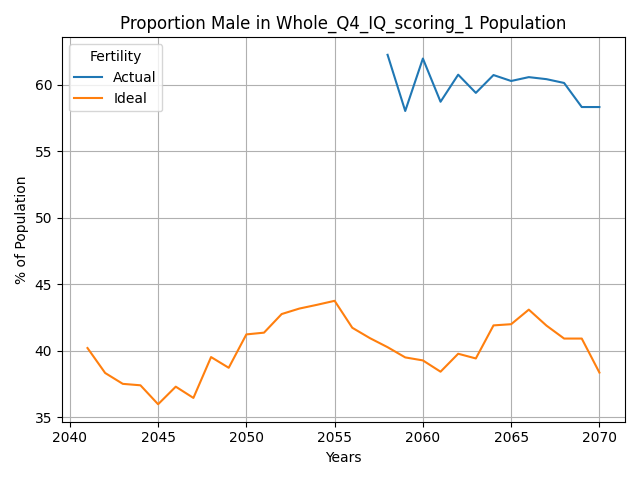 Proportion Male in Whole_Q4_IQ_scoring_1 Population
Fertility
Actual
Ideal
% of Population
60
55
50
45
40
35
2040
2045
2050
2055
2060
2065
2070
Years